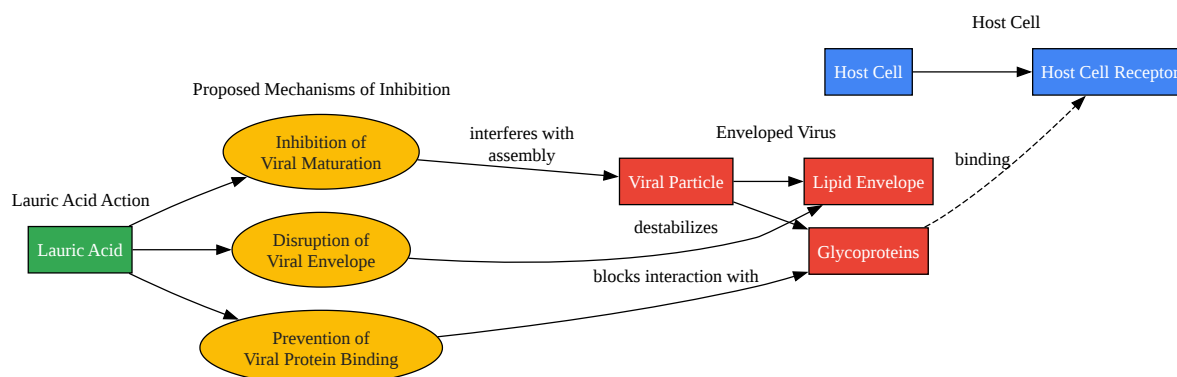 Host Cell
Host Cell
Host Cell Receptor
Proposed Mechanisms of Inhibition
Inhibition of
Viral Maturation
interferes with
assembly
Enveloped Virus
binding
Viral Particle
Lipid Envelope
Lauric Acid Action
Lauric Acid
Disruption of
Viral Envelope
destabilizes
Glycoproteins
blocks interaction with
Prevention of
Viral Protein Binding